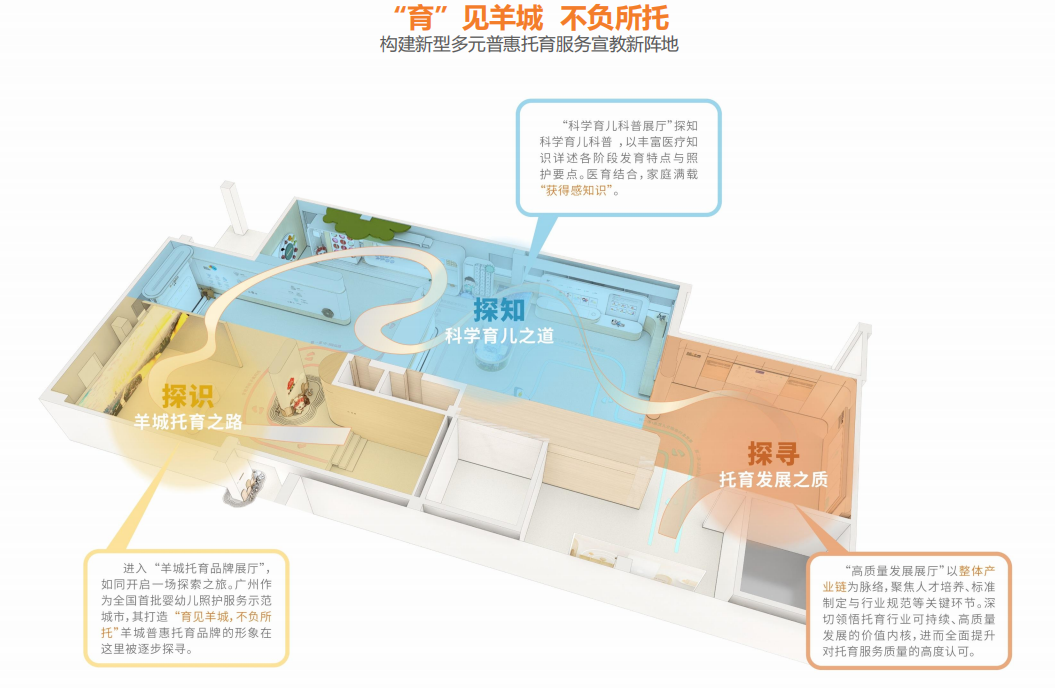 “育”见羊城 不负所托
构建新型多元普惠托育服务宣教新阵地
“科学育儿科普展厅”探知
科学育儿科普 ，以丰富医疗知
识详述各阶段发育特点与照
护要点。医育结合，家庭满载
“获得感知识”。
探知
科学育儿之道
探识
羊城托育之路
探寻
托育发展之质
进入 “羊城托育品牌展厅”，
如同开启一场探索之旅。广州作
为全国首批婴幼儿照护服务示范
城市，其打造 “育见羊城，不负所
托”羊城普惠托育品牌的形象在
这里被逐步探寻。
“高质量发展展厅”以整体产
业链为脉络，聚焦人才培养、标准
制定与行业规范等关键环节。深
切领悟托育行业可持续、高质量
发展的价值内核，进而全面提升
对托育服务质量的高度认可。